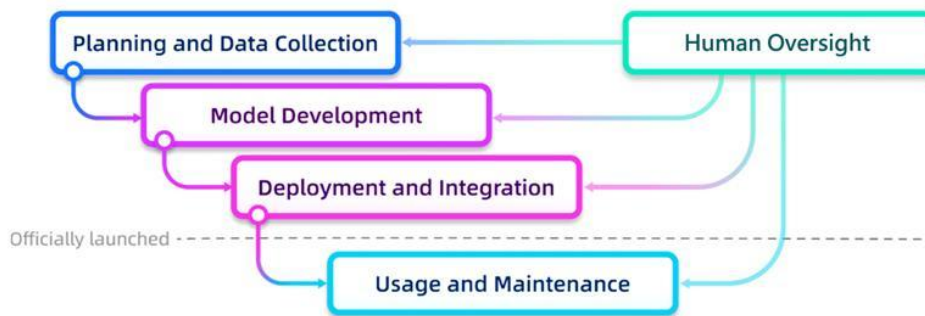 Planning and Data Collection
Human Oversight
Model Development
Deployment and Integration
Officially launched
Usage and Maintenance